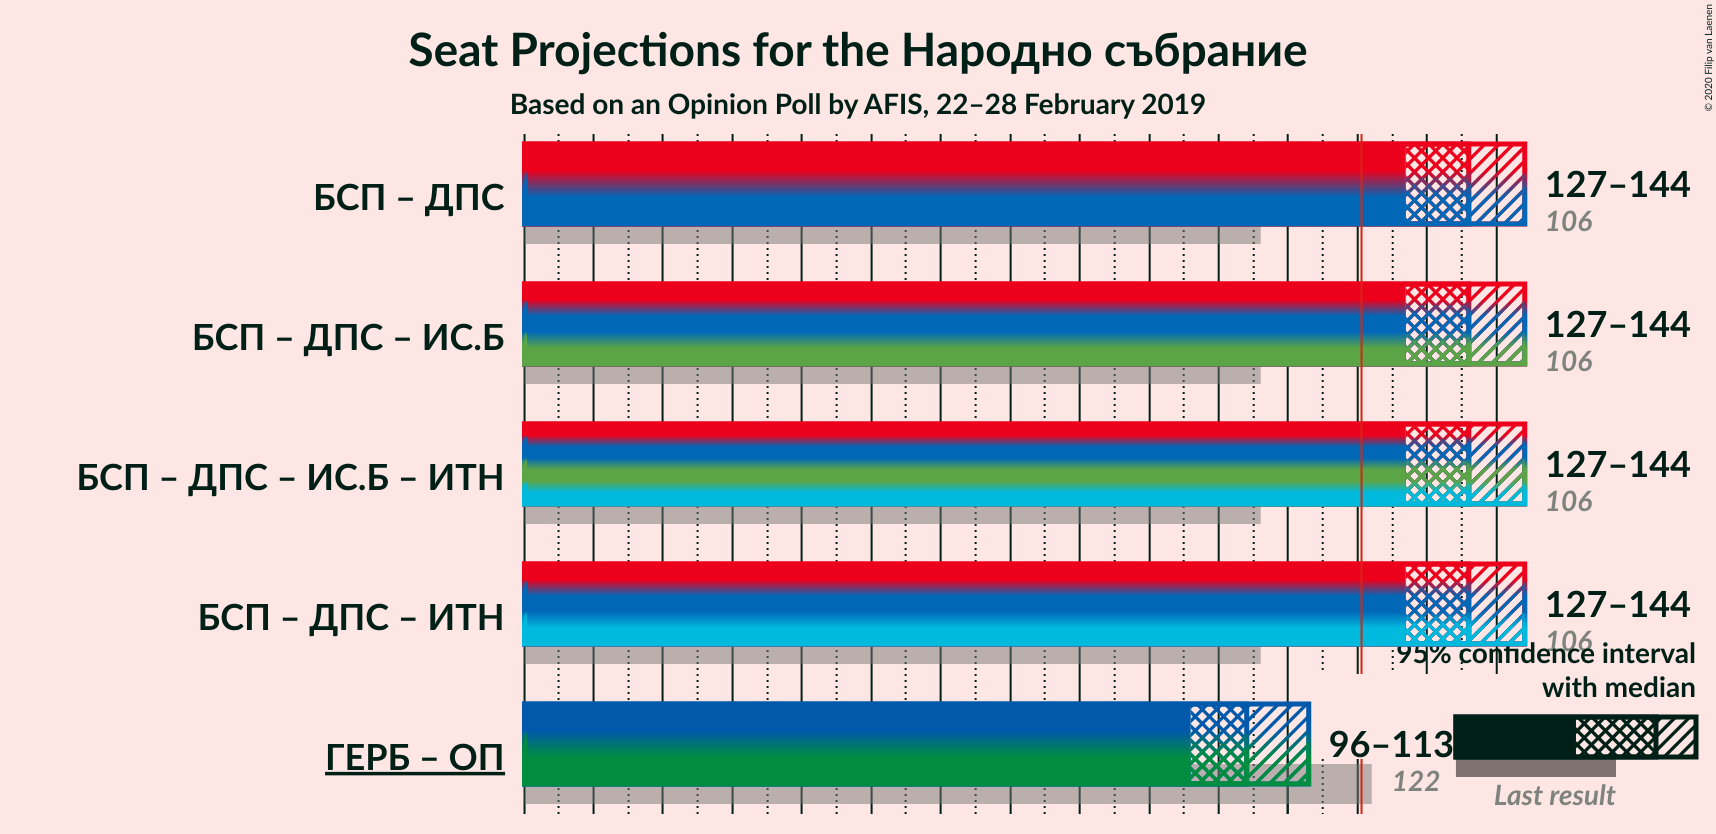 Seat Projections for the Народно събрание
Based on an Opinion Poll by AFIS, 22–28 February 2019
© 2020 Filip van Laenen
БСП – ДПС
127–144
106
БСП – ДПС – ИС.Б
127–144
106
БСП – ДПС – ИС.Б – ИТН
127–144
106
БСП – ДПС – ИТН
127–144
106
95% confidence interval
with median
ГЕРБ – ОП
96–113
122
Last result